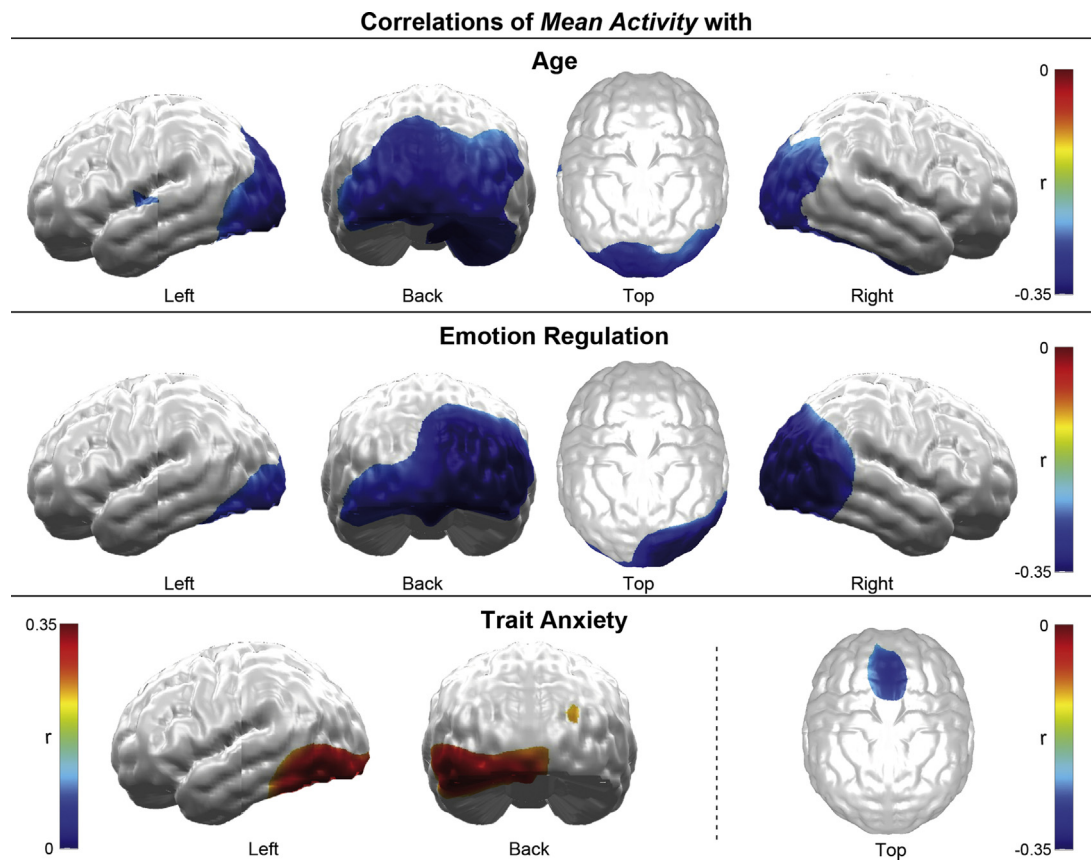 Correlations of Mean Activity with
Age
0
r
-0.35
Left
Back
Top
Right
Emotion Regulation
0
r
-0.35
Left
Back
Top
Right
Trait Anxiety
0.35
r
0
Left
Back
0
r
-0.35
Top